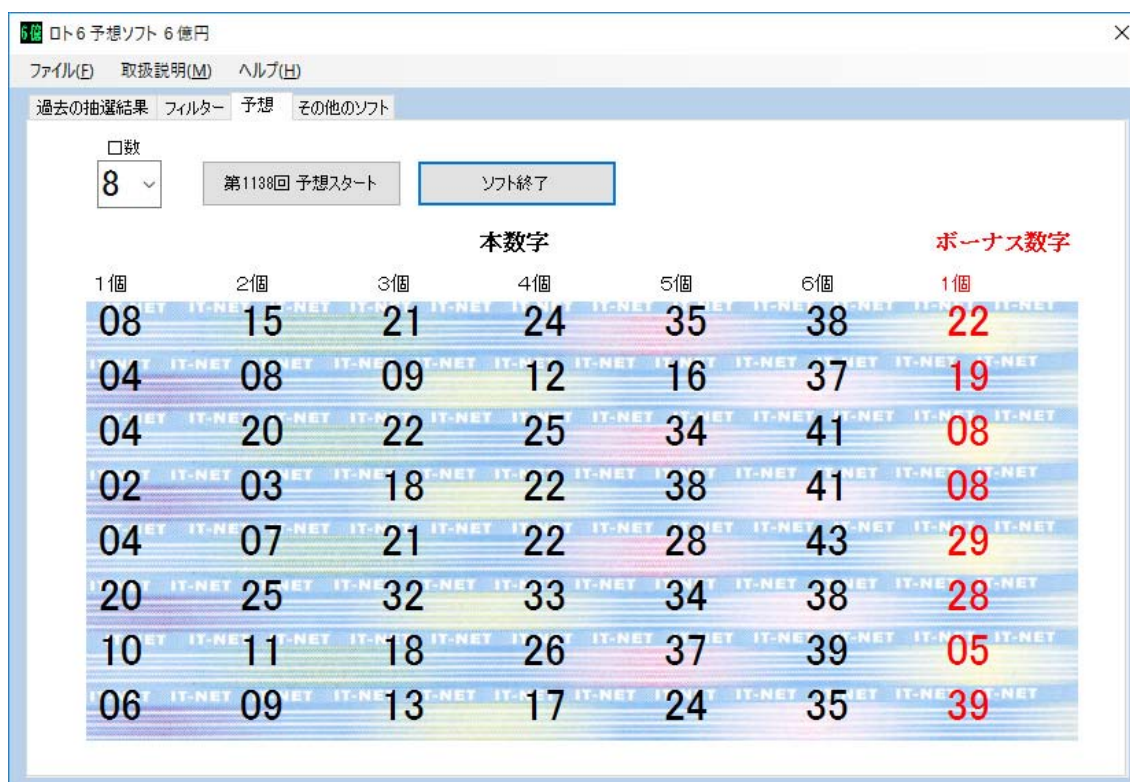 6億 ロト6予想ソフト 6億円
ファイル(F) 取扱説明(M) ヘルプ(H)
過去の抽選結果 フィルター 予想 その他のソフト
口数
8 第1138回 予想スタート ソフト終了
本数字 ボーナス数字
1個 2個 3個 4個 5個 6個 1個
08 15 21 24 35 38 22
04 08 09 12 16 37 19
04 20 22 25 34 41 08
02 03 18 22 38 41 08
04 07 21 22 28 43 29
20 25 32 33 34 38 28
10 11 18 26 37 39 05
06 09 13 17 24 35 39